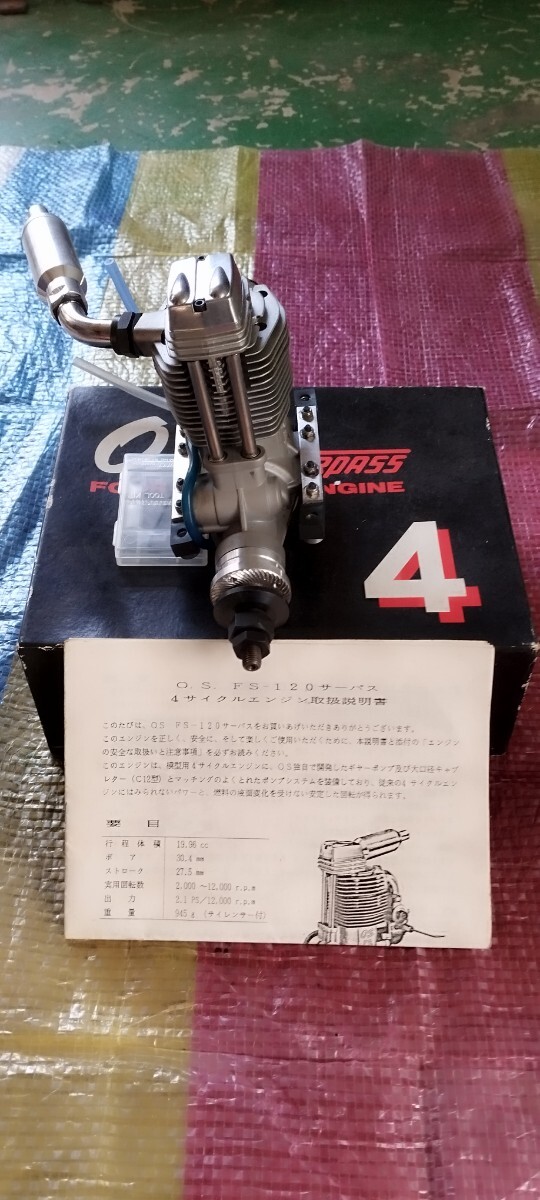 O.
PASS
FO
ENGINE
4
TOOL KIT
O.S. FS-120サーパス
4サイクルエンジン取扱説明書
このたびは、OS FS-120サーパスをお買いあげいただきありがとうございます。
このエンジンを正しく、安全に、そして楽しくご使用いただくために、本説明書と添付の「エンジン
の安全な取扱いと注意事項」を必ずお読みください。
このエンジンは、模型用4サイクルエンジンに、OS独自で開発したギヤーポンプ及び大口径キャブ
レター(C12型)とマッチングのよくとれたポンプシステムを装備しており、従来の4サイクルエン
ジンにはみられないパワーと、燃料の液面変化を受けない安定した回転が得られます。
要目
行程体積 19.96 cc
ボア 30.4 mm
ストローク 27.5 mm
実用回転数 2.000 ～12.000 r.p.m
出力 2.1 PS/12.000 r.p.m
重量 945 g (サイレンサー付)
OS